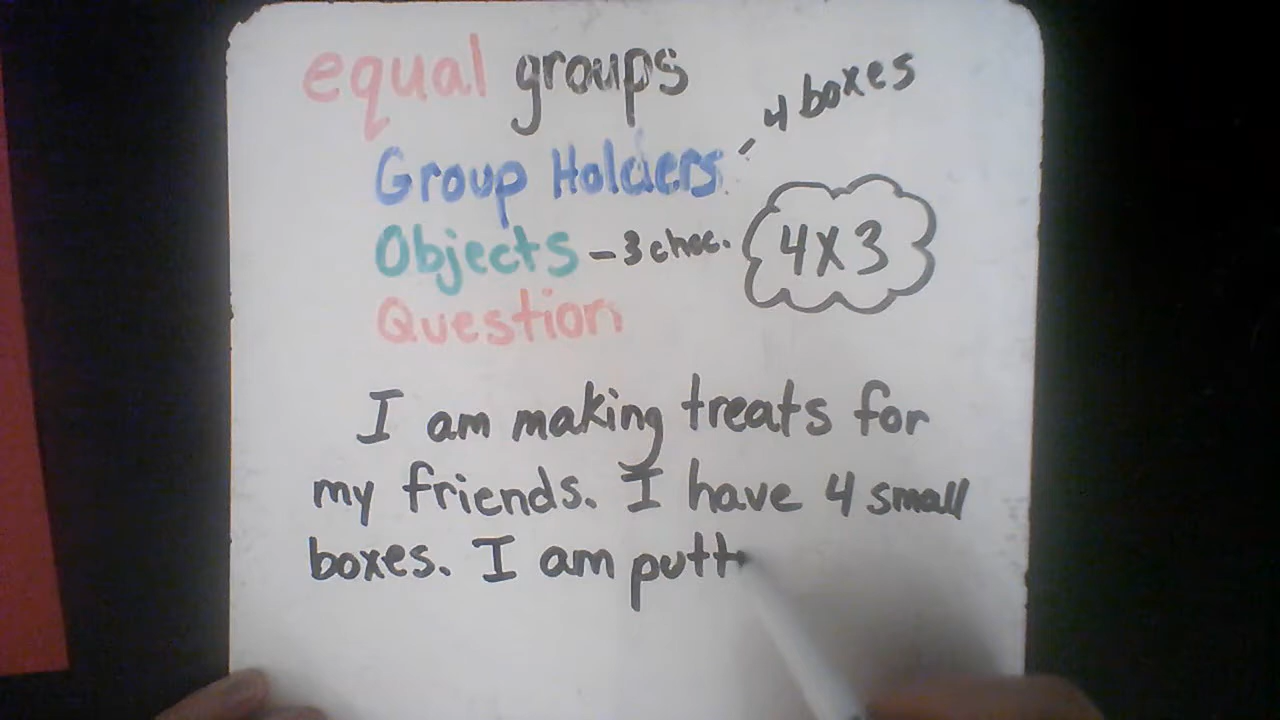 equal groups
- 4 boxes
Group Holders
Objects - 3 choc.
4x3
Question
I am making treats for
my friends. I have 4 small
boxes. I am putt